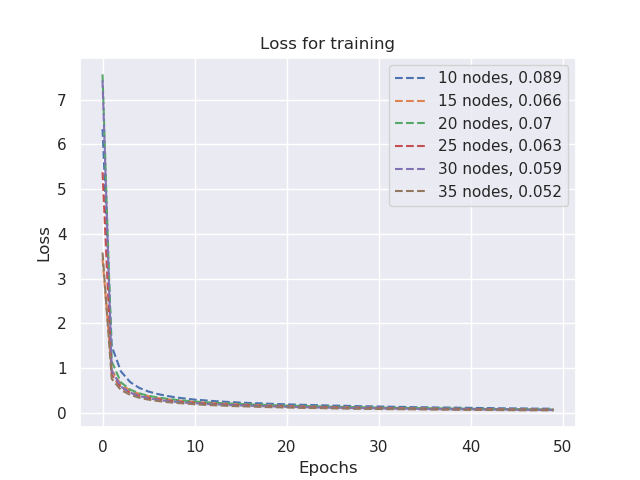 Loss for training
10 nodes, 0.089
15 nodes, 0.066
20 nodes, 0.07
25 nodes, 0.063
30 nodes, 0.059
35 nodes, 0.052
Loss
7
6
5
4
3
2
1
0
0 10 20 30 40 50
Epochs